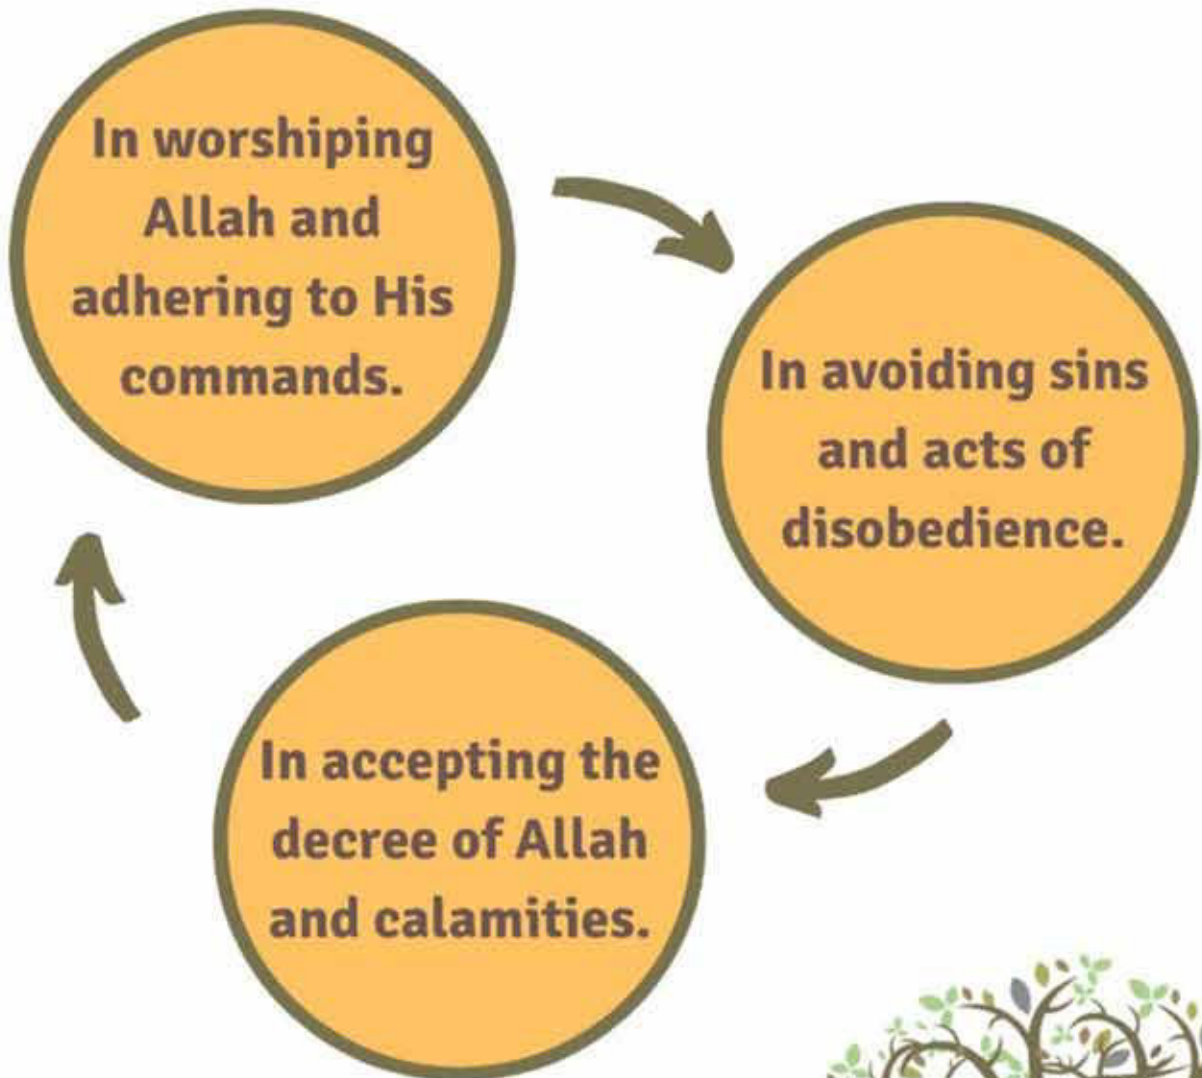 In worshiping
Allah and
adhering to His
commands.
In avoiding sins
and acts of
disobedience.
In accepting the
decree of Allah
and calamities.